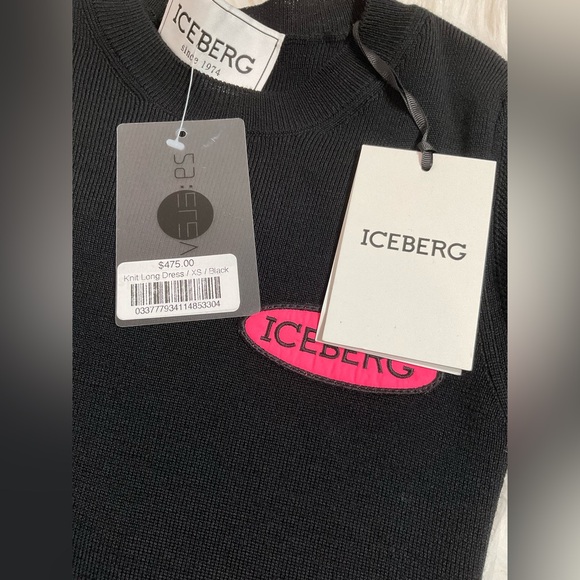 ICEBERG
since 1974
$475.00
Knit Long Dress / XS / Black
033777934114853304
ICEBERG
ICEBERG